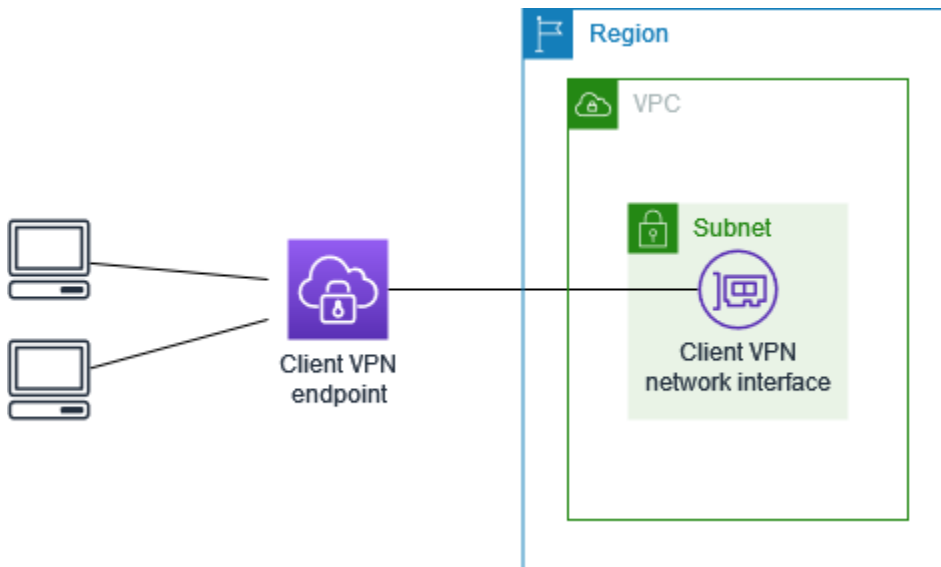 Region
VPC
Subnet
Client VPN
endpoint
Client VPN
network interface